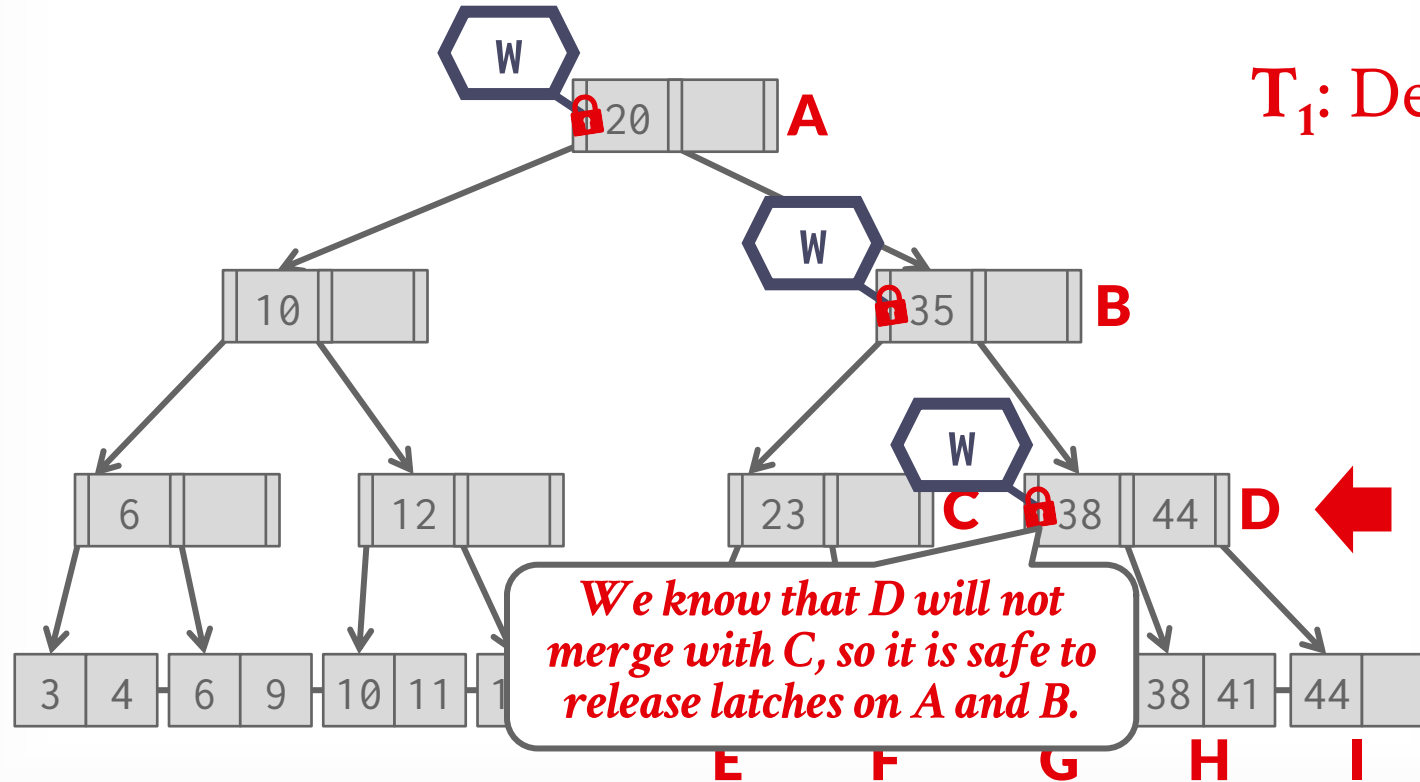 W
20 A
T1: De
W
10
35 B
W
6
12
23 C
38 44 D
We know that D will not
merge with C, so it is safe to
release latches on A and B.
3 4 6 9 10 11 1 38 41 44
E F G H I